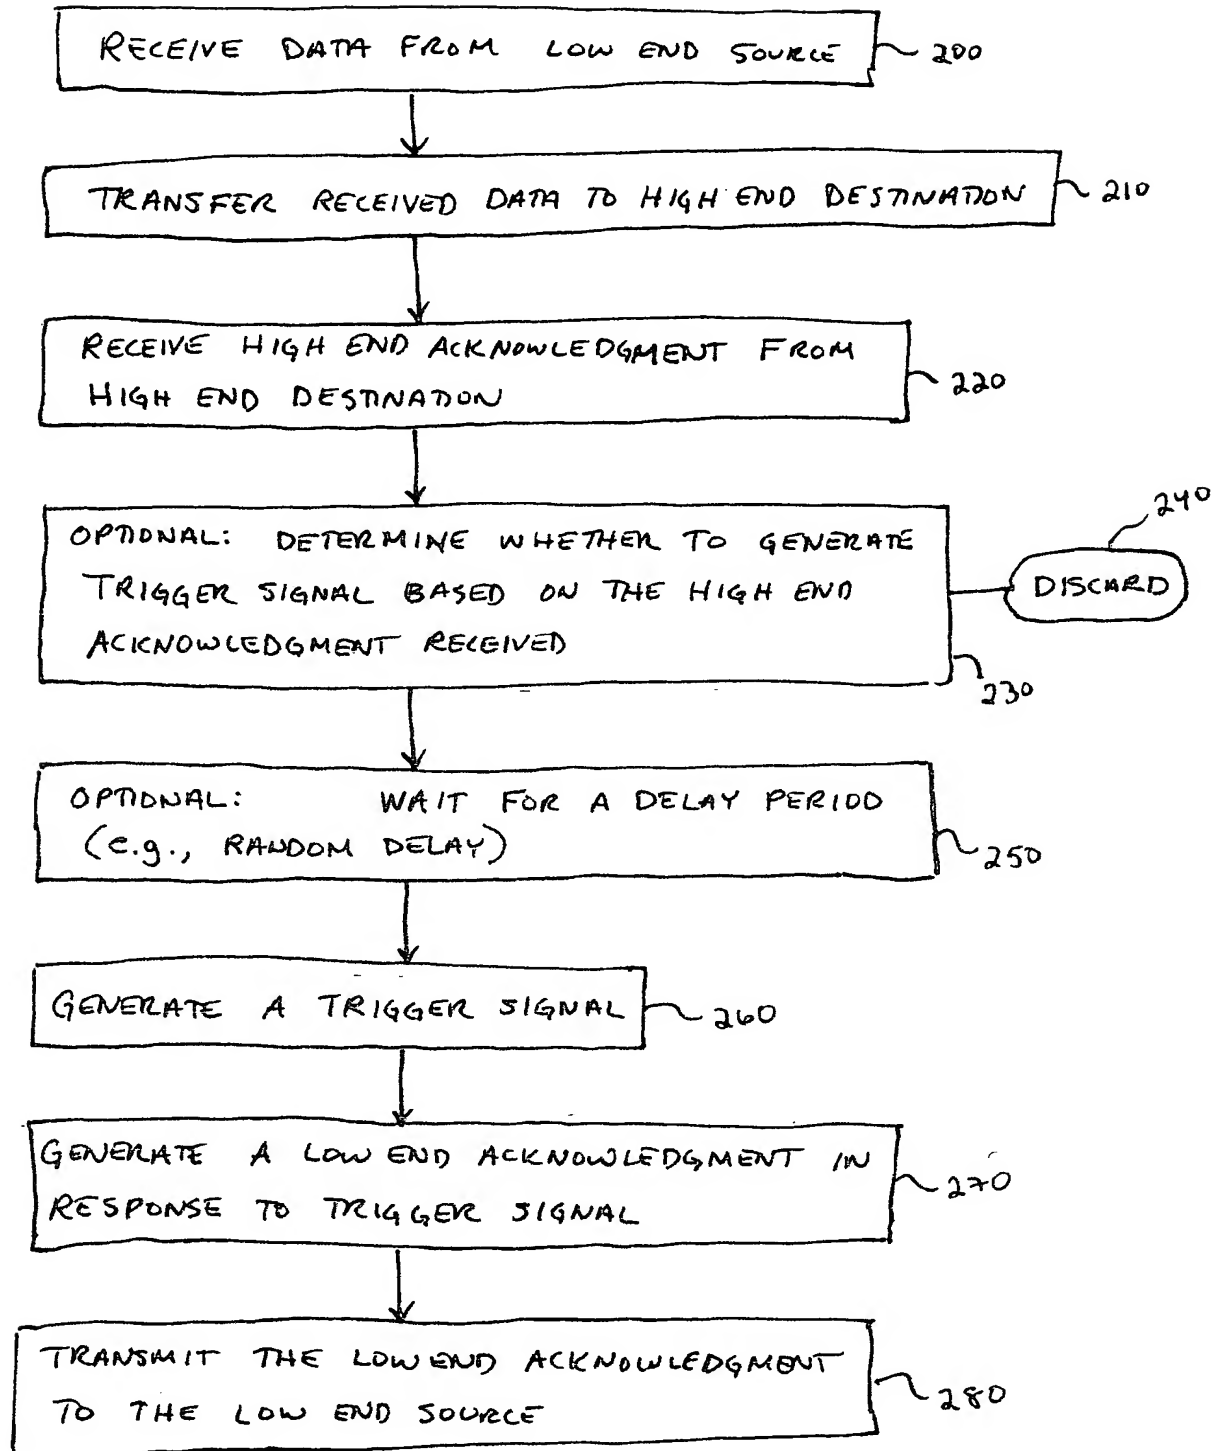 RECEIVE DATA FROM LOW END SOURCE
200
TRANSFER RECEIVED DATA TO HIGH END DESTINATION
210
RECEIVE HIGH END ACKNOWLEDGMENT FROM
HIGH END DESTINATION
220
OPTIONAL: DETERMINE WHETHER TO GENERATE
TRIGGER SIGNAL BASED ON THE HIGH END
ACKNOWLEDGMENT RECEIVED
230
240
DISCARD
OPTIONAL: WAIT FOR A DELAY PERIOD
(e.g., RANDOM DELAY)
250
GENERATE A TRIGGER SIGNAL
260
GENERATE A LOW END ACKNOWLEDGMENT IN
RESPONSE TO TRIGGER SIGNAL
270
TRANSMIT THE LOW END ACKNOWLEDGMENT
TO THE LOW END SOURCE
280